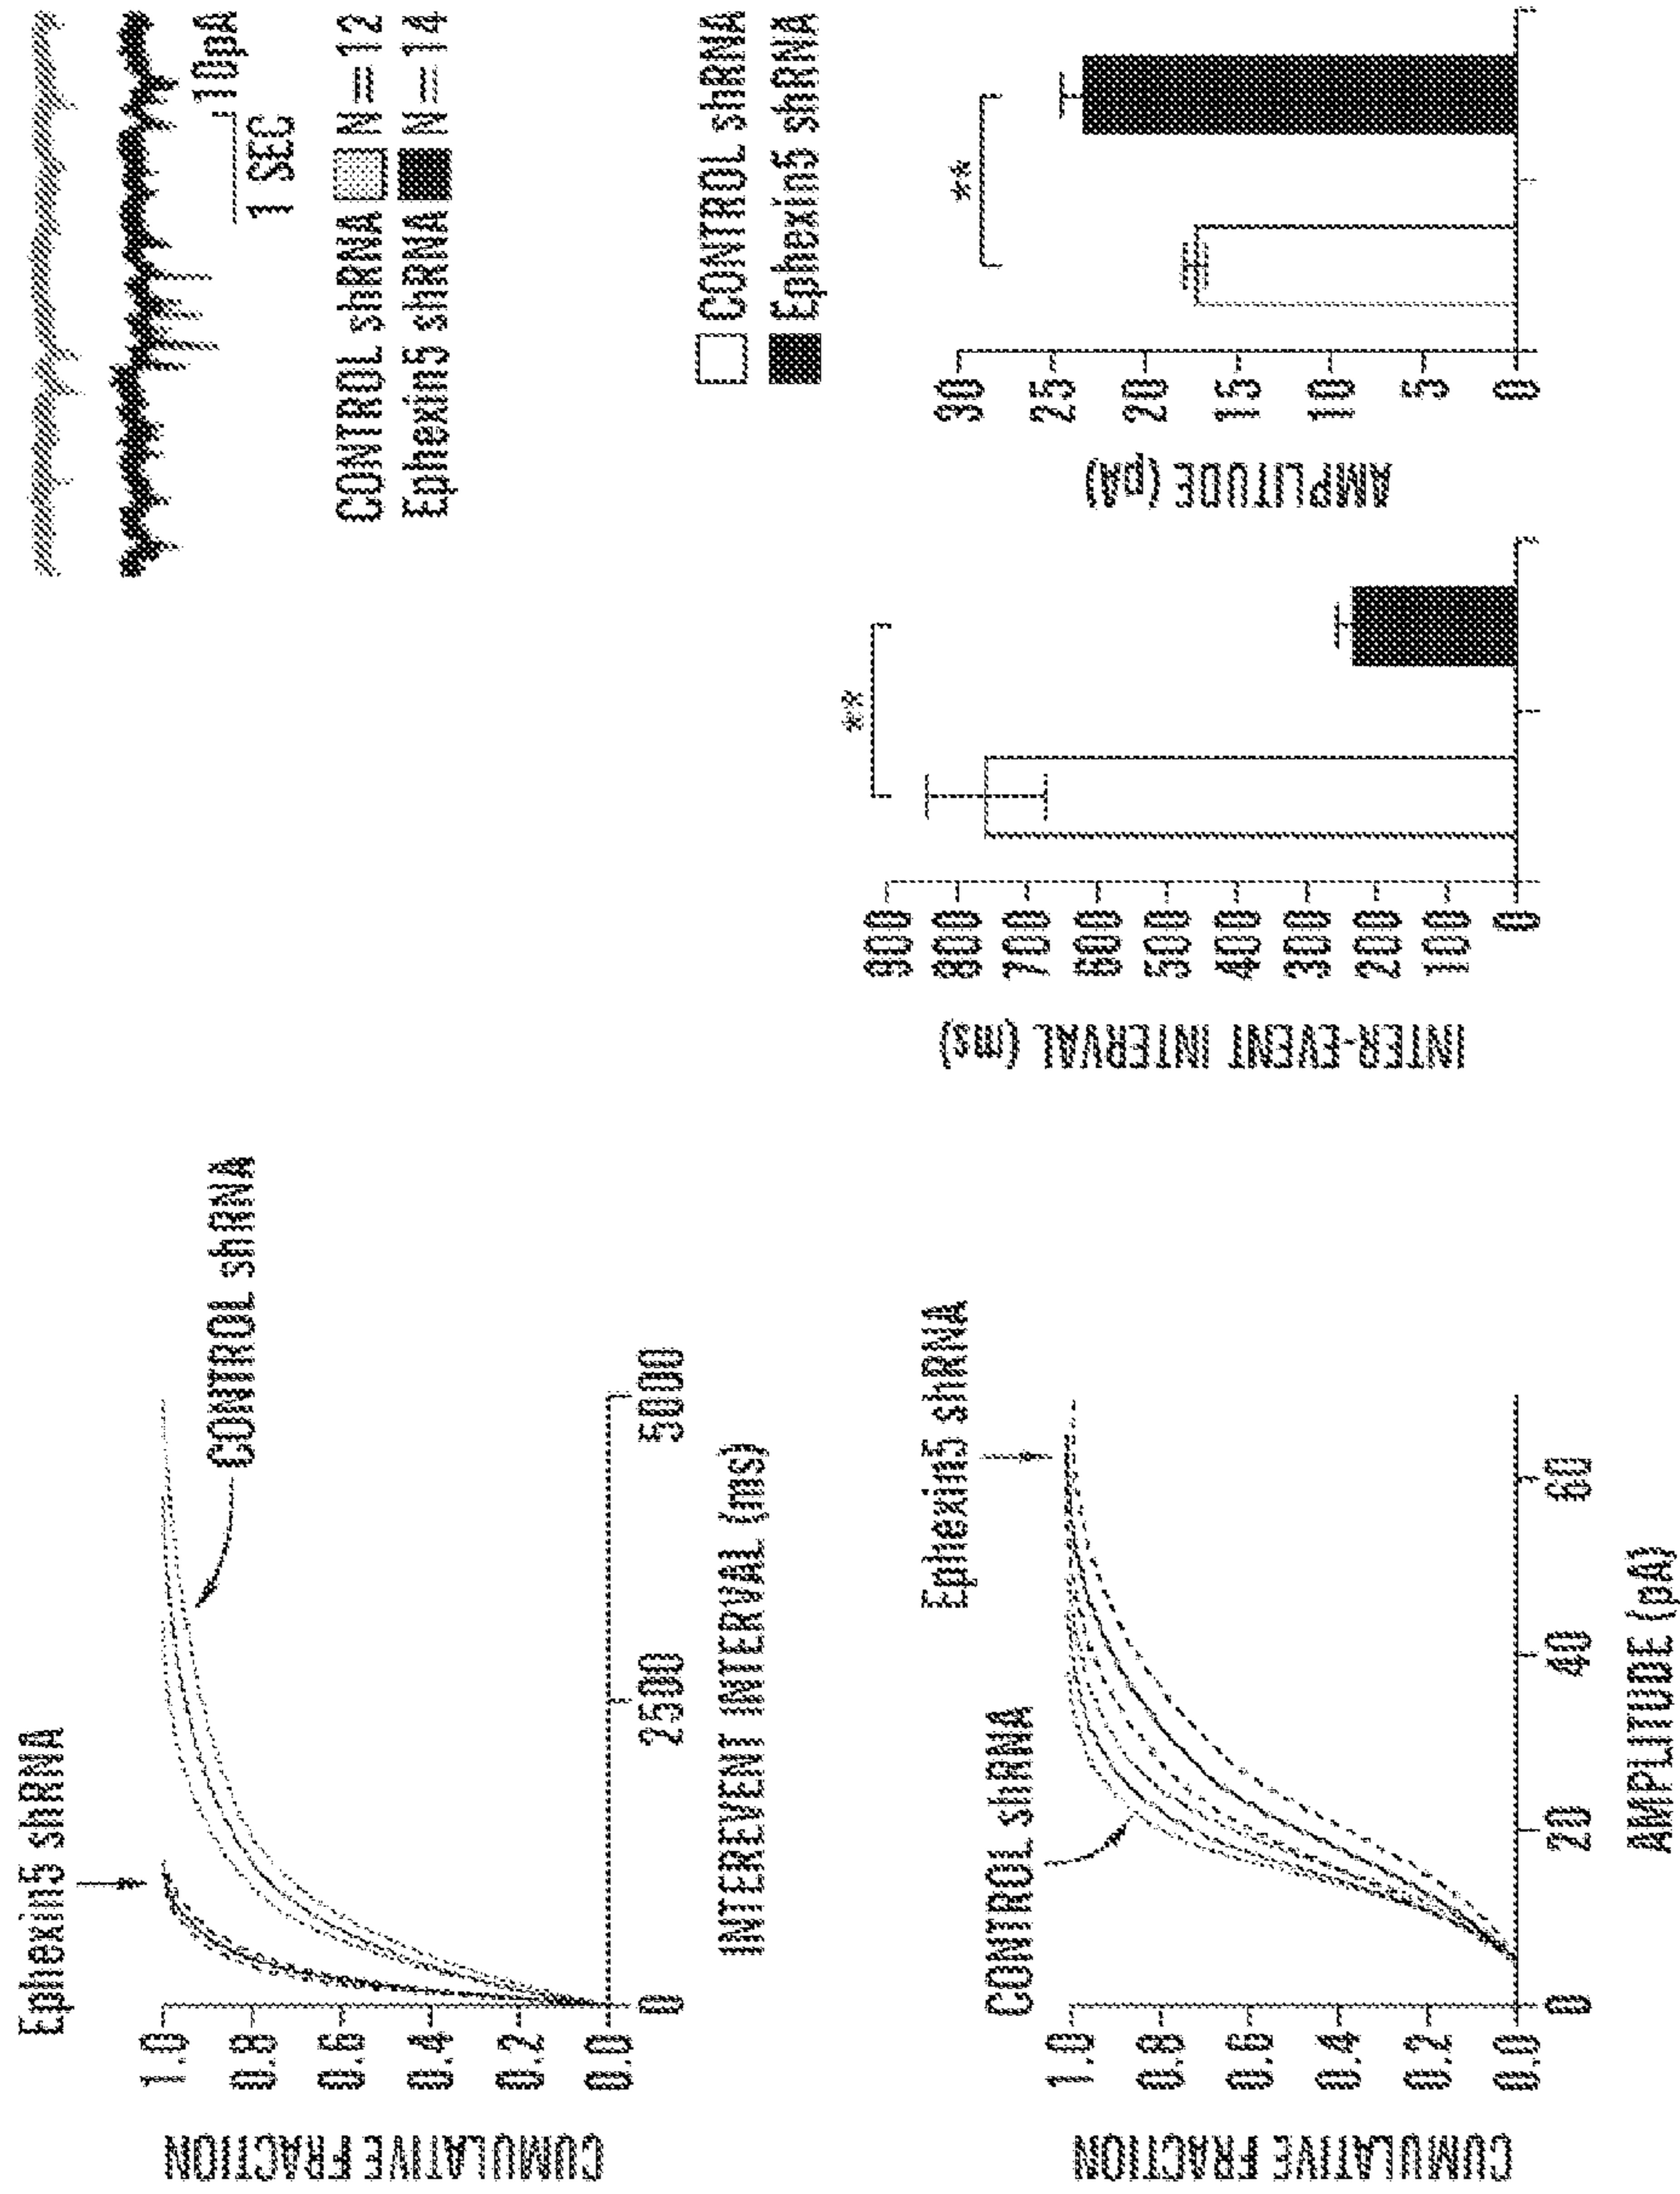 Ephexin5 shRNA
CONTROL shRNA
CUMULATIVE FRACTION
1.0
0.8
0.6
0.4
0.2
0.0
0
2500
5000
INTEREVENT INTERVAL (ms)
10pA
1 SEC
CONTROL shRNA N=12
Ephexin5 shRNA N=14
CONTROL shRNA
Ephexin5 shRNA
Ephexin5 shRNA
CONTROL shRNA
CUMULATIVE FRACTION
1.0
0.8
0.6
0.4
0.2
0.0
0
20
40
60
AMPLITUDE (pA)
INTER-EVENT INTERVAL (ms)
900
800
700
600
500
400
300
200
100
0
**
AMPLITUDE (pA)
30
25
20
15
10
5
0
**